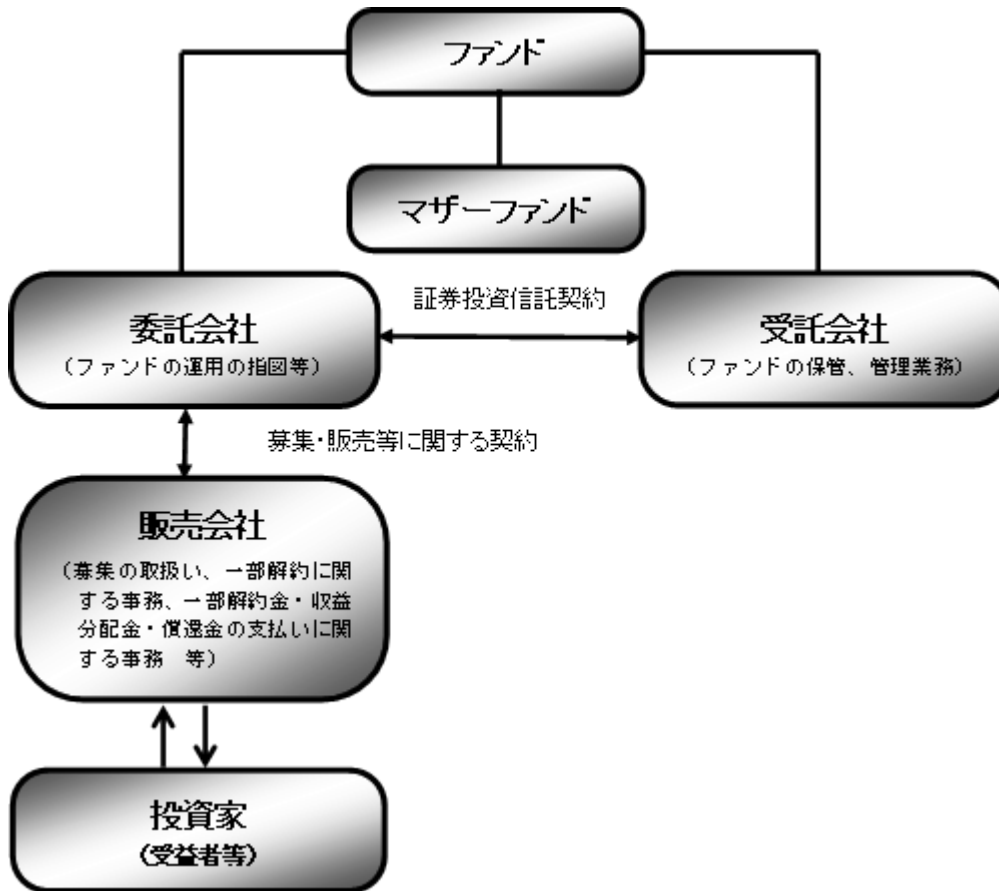 ファンド
マザーファンド
証券投資信託契約
委託会社
(ファンドの運用の指図等)
受託会社
(ファンドの保管、管理業務)
募集・販売等に関する契約
販売会社
(募集の取扱い、一部解約に関
する事務、一部解約金・収益
分配金・償還金の支払いに関
する事務　等)
投資家
(受益者等)